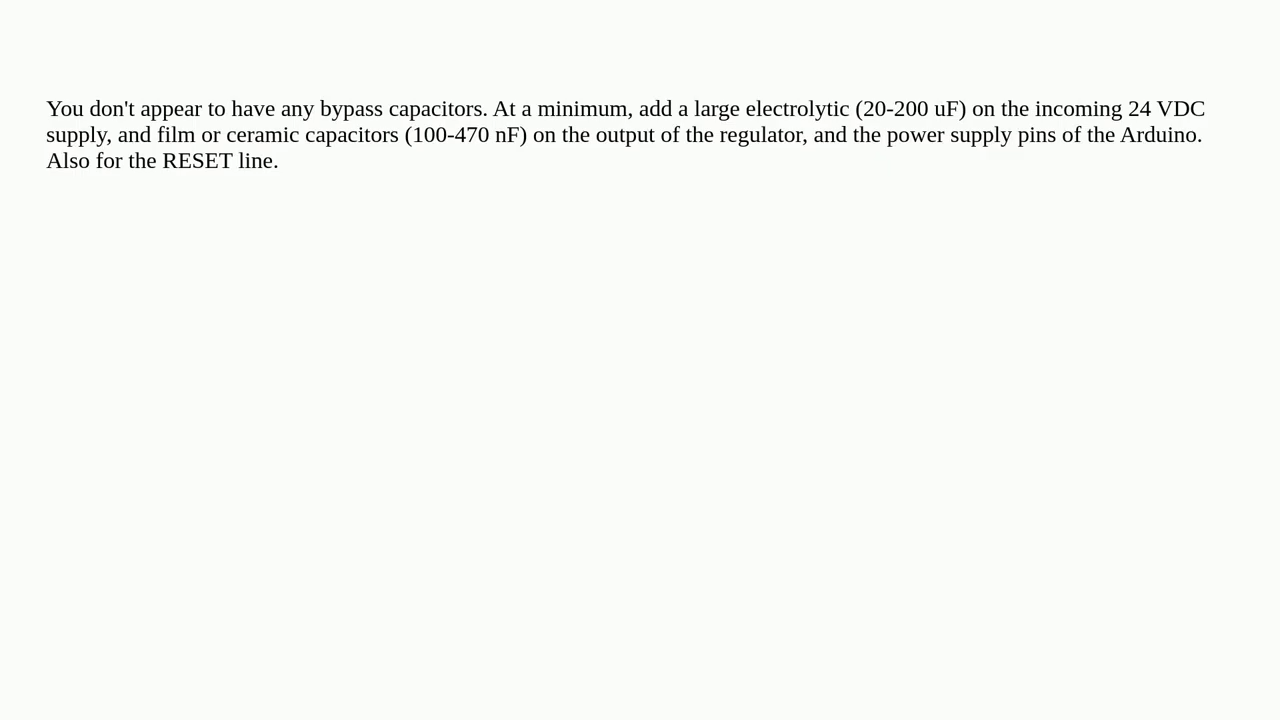 You don't appear to have any bypass capacitors. At a minimum, add a large electrolytic (20-200 uF) on the incoming 24 VDC
supply, and film or ceramic capacitors (100-470 nF) on the output of the regulator, and the power supply pins of the Arduino.
Also for the RESET line.